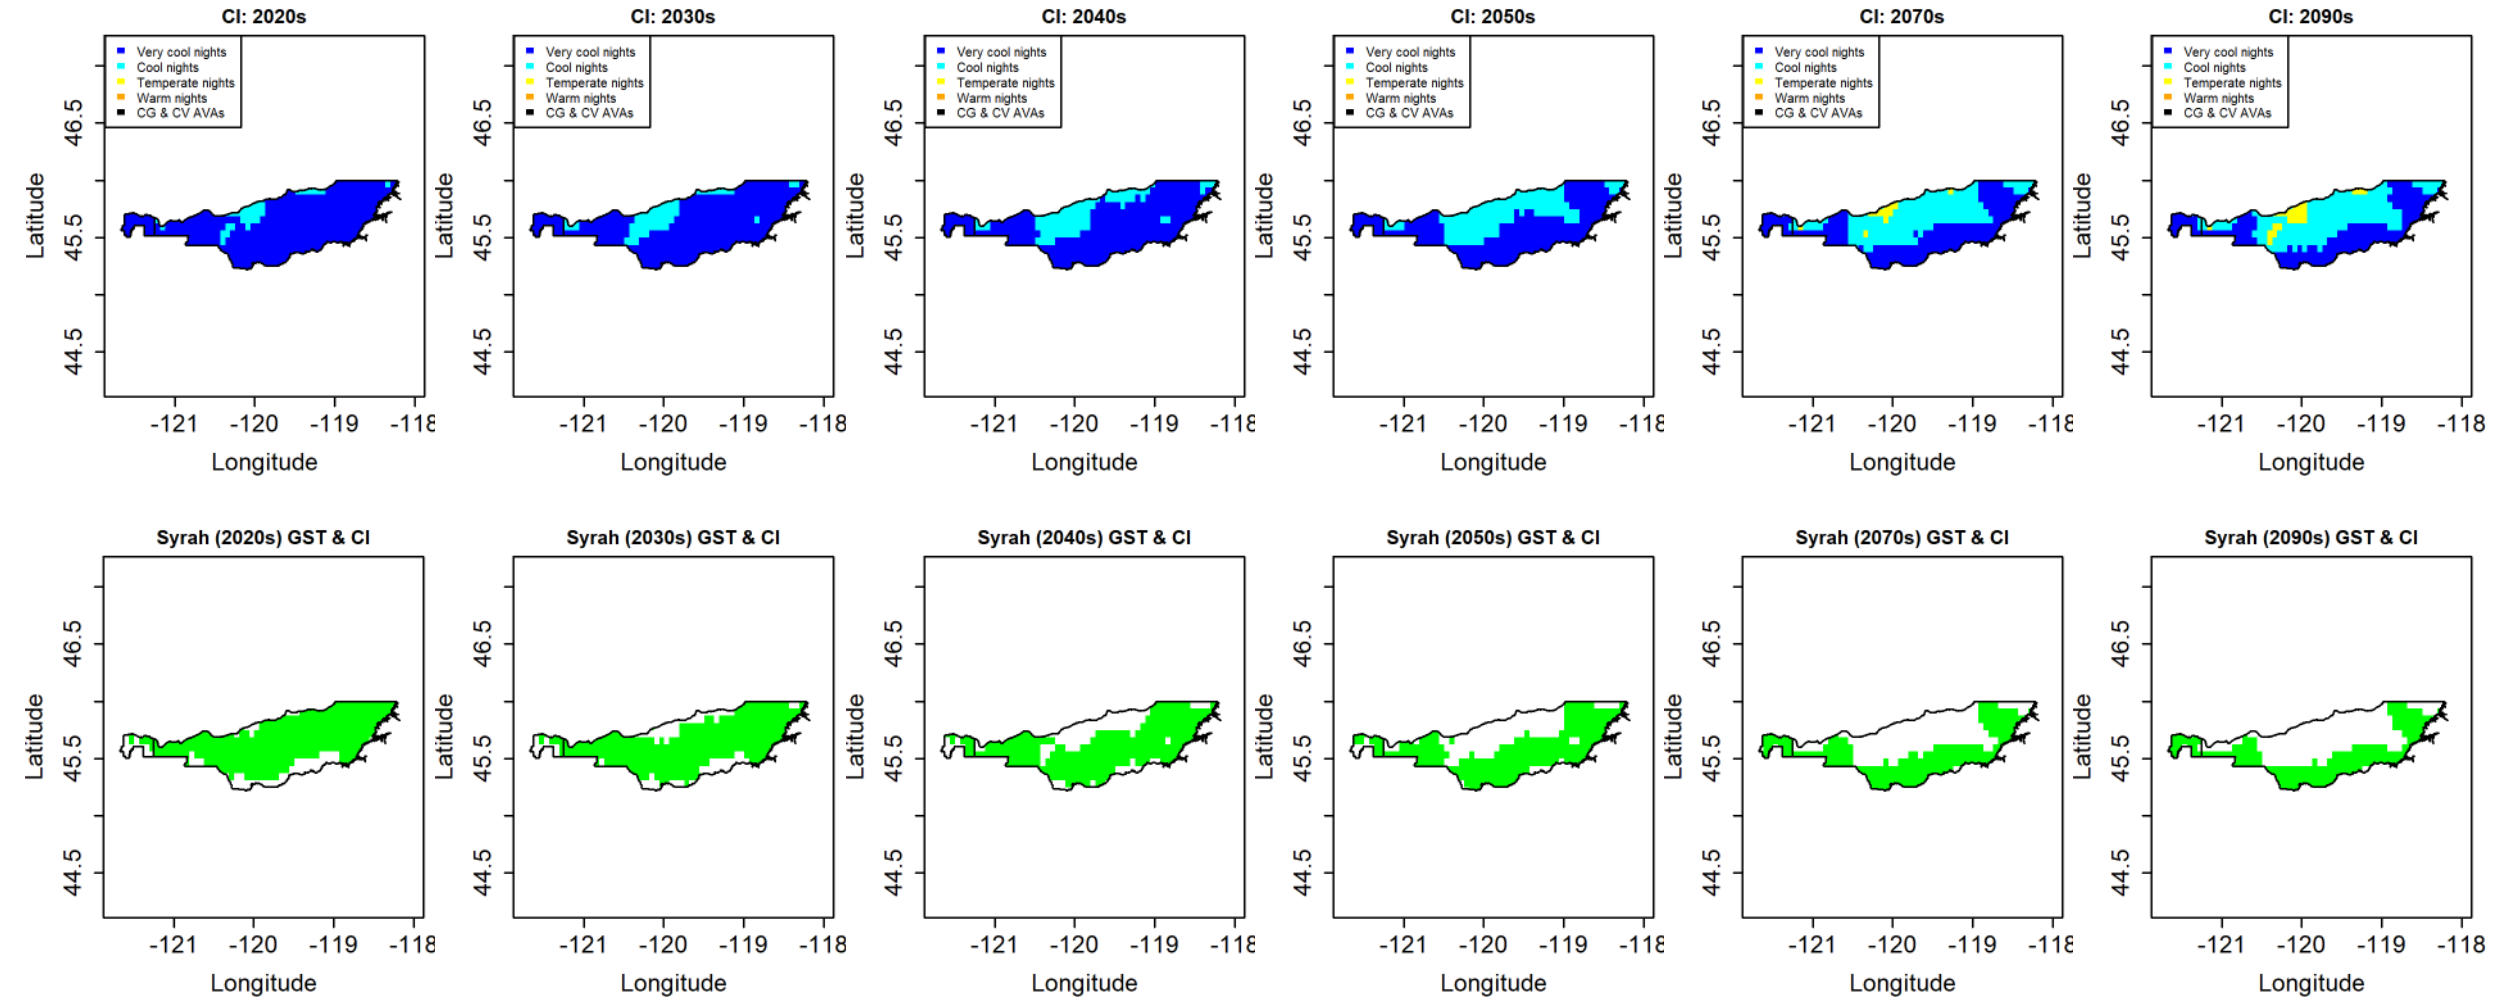 CI: 2020s
Very cool nights
Cool nights
Temperate nights
Warm nights
CG & CV AVAs
46.5
45.5
44.5
Latitude
-121 -120 -119 -118
Longitude
CI: 2030s
Very cool nights
Cool nights
Temperate nights
Warm nights
CG & CV AVAs
46.5
45.5
44.5
Latitude
-121 -120 -119 -118
Longitude
CI: 2040s
Very cool nights
Cool nights
Temperate nights
Warm nights
CG & CV AVAs
46.5
45.5
44.5
Latitude
-121 -120 -119 -118
Longitude
CI: 2050s
Very cool nights
Cool nights
Temperate nights
Warm nights
CG & CV AVAs
46.5
45.5
44.5
Latitude
-121 -120 -119 -118
Longitude
CI: 2070s
Very cool nights
Cool nights
Temperate nights
Warm nights
CG & CV AVAs
46.5
45.5
44.5
Latitude
-121 -120 -119 -118
Longitude
CI: 2090s
Very cool nights
Cool nights
Temperate nights
Warm nights
CG & CV AVAs
46.5
45.5
44.5
Latitude
-121 -120 -119 -118
Longitude
Syrah (2020s) GST & CI
46.5
45.5
44.5
Latitude
-121 -120 -119 -118
Longitude
Syrah (2030s) GST & CI
46.5
45.5
44.5
Latitude
-121 -120 -119 -118
Longitude
Syrah (2040s) GST & CI
46.5
45.5
44.5
Latitude
-121 -120 -119 -118
Longitude
Syrah (2050s) GST & CI
46.5
45.5
44.5
Latitude
-121 -120 -119 -118
Longitude
Syrah (2070s) GST & CI
46.5
45.5
44.5
Latitude
-121 -120 -119 -118
Longitude
Syrah (2090s) GST & CI
46.5
45.5
44.5
Latitude
-121 -120 -119 -118
Longitude